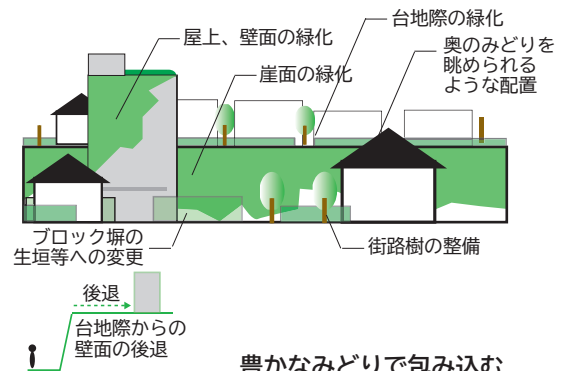 台地際の緑化
屋上、壁面の緑化
奥のみどりを
眺められる
ような配置
崖面の緑化
ブロック塀の
生垣等への変更
街路樹の整備
後退
台地際からの
壁面の後退
豊かなみどりで包み込む